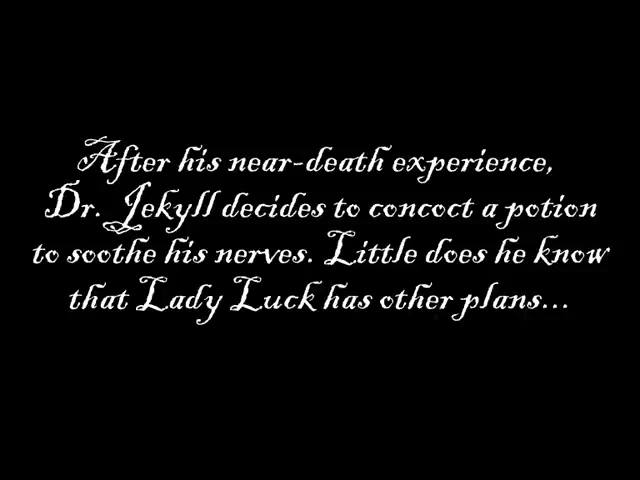 After his near-death experience,
Dr. Jekyll decides to concoct a potion
to soothe his nerves. Little does he know
that Lady Luck has other plans...